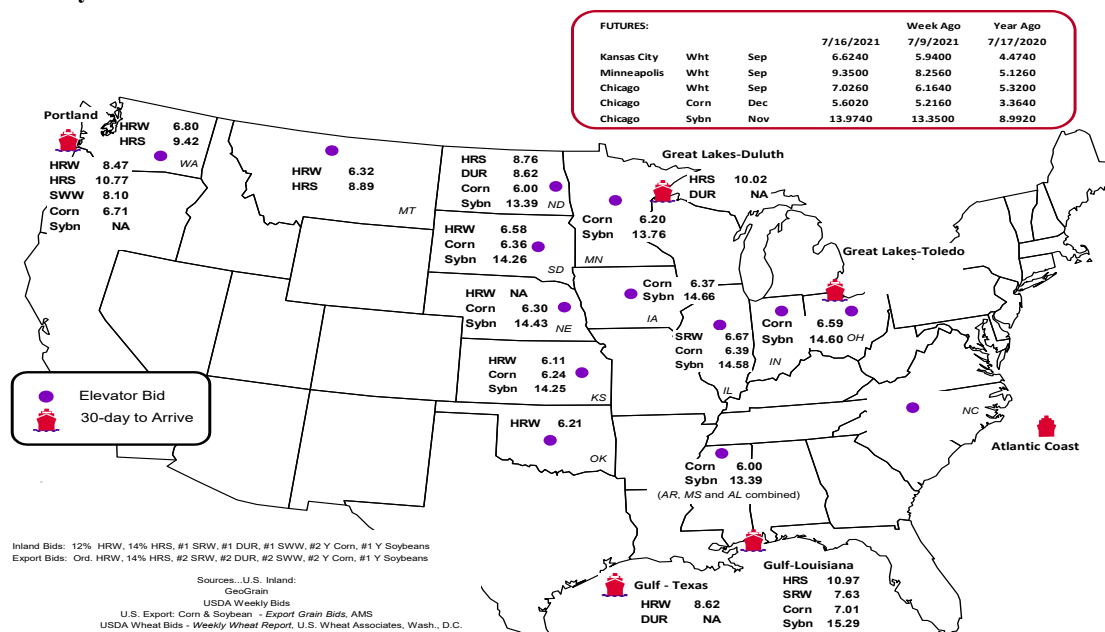 FUTURES: Week Ago Year Ago
7/16/2021 7/9/2021 7/17/2020
Kansas City Wht Sep 6.6240 5.9400 4.4740
Minneapolis Wht Sep 9.3500 8.2560 5.1260
Chicago Wht Sep 7.0260 6.1640 5.3200
Chicago Corn Dec 5.6020 5.2160 3.3640
Chicago Sybn Nov 13.9740 13.3500 8.9920
Portland
HRW 8.47
HRS 10.77
SWW 8.10
Corn 6.71
Sybn NA
HRW 6.80
HRS 9.42
WA
HRW 6.32
HRS 8.89
MT
HRS 8.76
DUR 8.62
Corn 6.00
Sybn 13.39
ND
HRW 6.58
Corn 6.36
Sybn 14.26
SD
HRW NA
Corn 6.30
Sybn 14.43
NE
HRW 6.11
Corn 6.24
Sybn 14.25
KS
HRW 6.21
OK
Great Lakes-Duluth
HRS 10.02
DUR NA
Corn 6.20
Sybn 13.76
MN
Corn 6.37
Sybn 14.66
IA
SRW 6.67
Corn 6.39
Sybn 14.58
IL
Great Lakes-Toledo
Corn 6.59
Sybn 14.60
IN
OH
NC
Atlantic Coast
Corn 6.00
Sybn 13.39
(AR, MS and AL combined)
Elevator Bid
30-day to Arrive
Gulf - Texas
HRW 8.62
DUR NA
Gulf-Louisiana
HRS 10.97
SRW 7.63
Corn 7.01
Sybn 15.29
Inland Bids: 12% HRW, 14% HRS, #1 SRW, #1 DUR, #1 SWW, #2 Y Corn, #1 Y Soybeans
Export Bids: Ord. HRW, 14% HRS, #2 SRW, #2 DUR, #2 SWW, #2 Y Corn, #1 Y Soybeans
Sources...U.S. Inland:
GeoGrain
USDA Weekly Bids
U.S. Export: Corn & Soybean - Export Grain Bids, AMS
USDA Wheat Bids - Weekly Wheat Report, U.S. Wheat Associates, Wash., D.C.